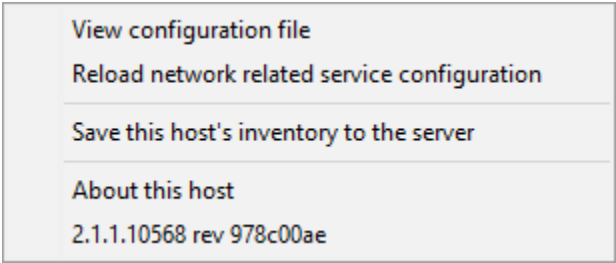 View configuration file
Reload network related service configuration
Save this host's inventory to the server
About this host
2.1.1.10568 rev 978c00ae